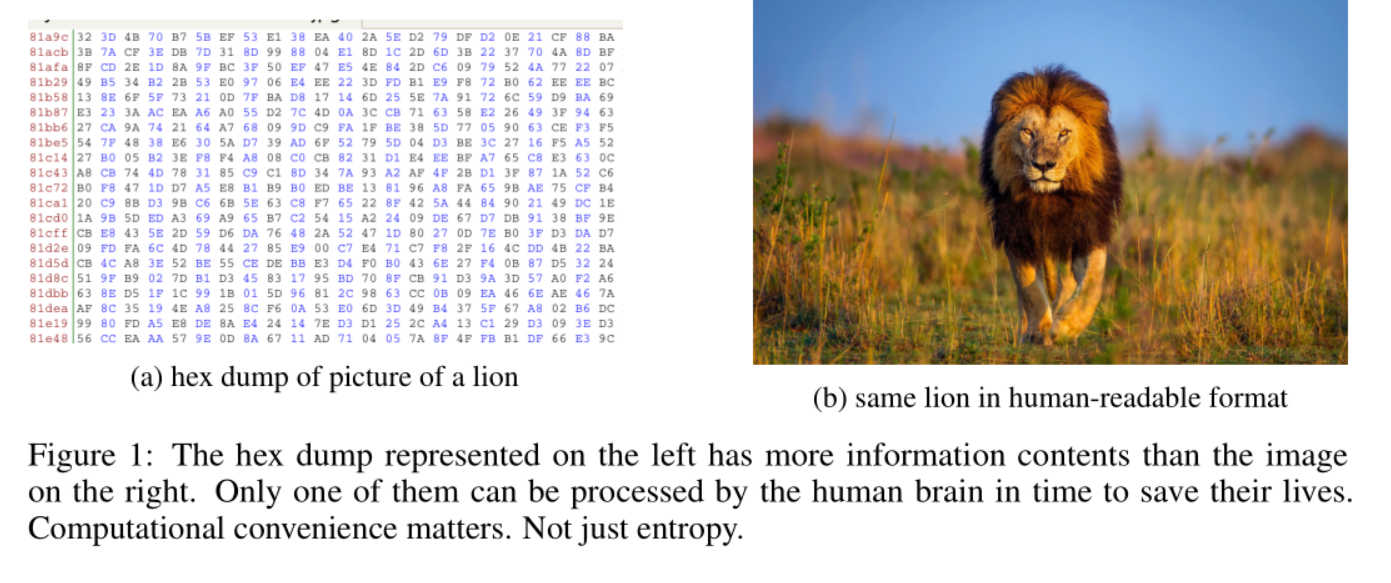 81a9c 32 3D 4B 70 B7 5B EF 53 E1 38 EA 40 2A 5E D2 79 DF D2 0E 21 CF 88 BA
81acb 3B 7A CF 3E DB 7D 31 8D 99 88 04 E1 8D 1C 2D 6D 3B 22 37 70 4A 8D BF
81afa 8F CD 2E 1D 8A 9F BC 3F 50 EF 47 E5 4E 84 2D C6 09 79 52 4A 77 22 07
81b29 49 B5 34 B2 2B 53 E0 97 06 E4 EE 22 3D FD B1 E9 F8 72 B0 62 EE EE BC
81b58 13 8E 6F 5F 73 21 0D 7F BA D8 17 14 6D 25 5E 7A 91 72 6C 59 D9 BA 69
81b87 E3 23 3A AC EA A6 A0 55 D2 7C 4D 0A 3C CB 71 63 58 E2 26 49 3F 94 63
81bb6 27 CA 9A 74 21 64 A7 68 09 9D C9 FA 1F BE 38 5D 77 05 90 63 CE F3 F5
81be5 54 7F 48 38 E6 30 5A D7 39 AD 6F 52 79 5D 04 D3 BE 3C 27 16 F5 A5 52
81c14 27 B0 05 B2 3E F8 F4 A8 08 C0 CB 82 31 D1 E4 EE BF A7 65 C8 E3 63 0C
81c43 A8 CB 74 4D 78 31 85 C9 C1 8D 34 7A 93 A2 AF 4F 2B D1 3F 87 1A 52 C6
81c72 B0 F8 47 1D D7 A5 E8 B1 B9 B0 ED BE 13 81 96 A8 FA 65 9B AE 75 CF B4
81ca1 20 C9 8B D3 9B C6 6B 5E 63 C8 F7 65 22 8F 42 5A 44 84 90 21 49 DC 1E
81cd0 1A 9B 5D ED A3 69 A9 65 B7 C2 54 15 A2 24 09 DE 67 D7 DB 91 38 BF 9E
81cff CB E8 43 5E 2D 59 D6 DA 76 48 2A 52 47 1D 80 27 0D 7E B0 3F D3 DA D7
81d2e 09 FD FA 6C 4D 78 44 27 85 E9 00 C7 E4 71 C7 F8 2F 16 4C DD 4B 22 BA
81d5d CB 4C A8 3E 52 BE 55 CE DE BB E3 D4 F0 B0 43 6E 27 F4 0B 87 D5 32 24
81d8c 51 9F B9 02 7D B1 D3 45 83 17 95 BD 70 8F CB 91 D3 9A 3D 57 A0 F2 A6
81dbb 63 8E D5 1F 1C 99 1B 01 5D 96 81 2C 98 63 CC 0B 09 EA 46 6E AE 46 7A
81dea AF 8C 35 19 4E A8 25 8C F6 0A 53 E0 6D 3D 49 B4 37 5F 67 A8 02 B6 DC
81e19 99 80 FD A5 E8 DE 8A E4 24 14 7E D3 D1 25 2C A4 13 C1 29 D3 09 3E D3
81e48 56 CC EA AA 57 9E 0D 8A 67 11 AD 71 04 05 7A 8F 4F FB B1 DF 66 E3 9C
(a) hex dump of picture of a lion
(b) same lion in human-readable format
Figure 1: The hex dump represented on the left has more information contents than the image
on the right. Only one of them can be processed by the human brain in time to save their lives.
Computational convenience matters. Not just entropy.